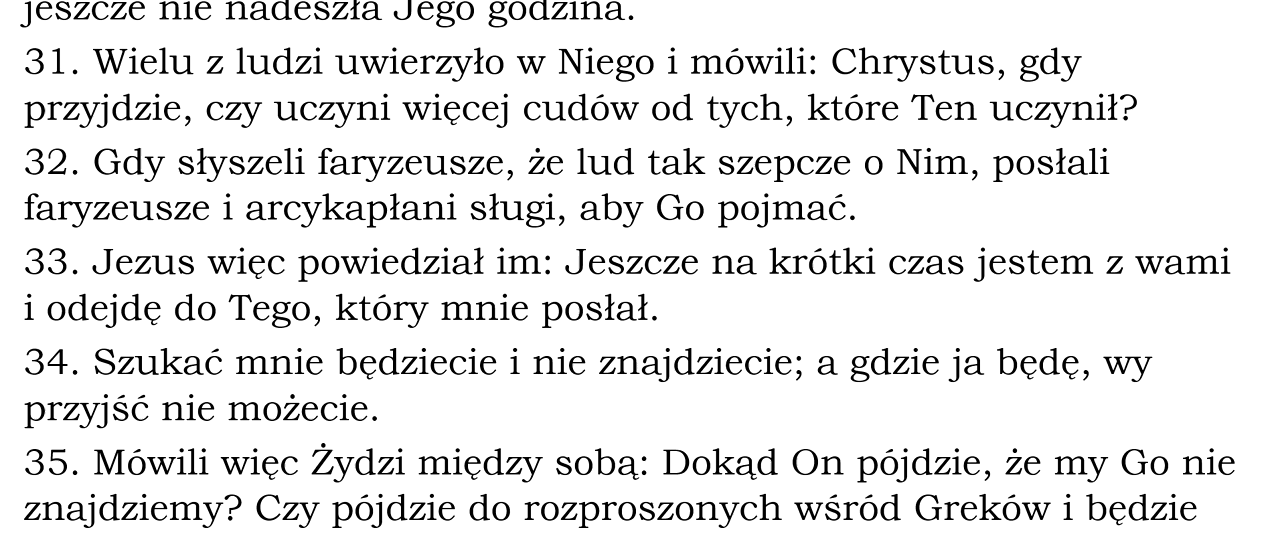 jeszcze nie nadeszła Jego godzina.
31. Wielu z ludzi uwierzyło w Niego i mówili: Chrystus, gdy
przyjdzie, czy uczyni więcej cudów od tych, które Ten uczynił?
32. Gdy słyszeli faryzeusze, że lud tak szepcze o Nim, posłali
faryzeusze i arcykapłani sługi, aby Go pojmać.
33. Jezus więc powiedział im: Jeszcze na krótki czas jestem z wami
i odejdę do Tego, który mnie posłał.
34. Szukać mnie będziecie i nie znajdziecie; a gdzie ja będę, wy
przyjść nie możecie.
35. Mówili więc Żydzi między sobą: Dokąd On pójdzie, że my Go nie
znajdziemy? Czy pójdzie do rozproszonych wśród Greków i będzie